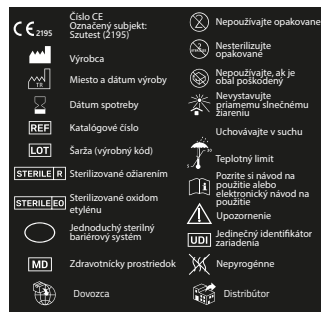 CE 2195
Číslo CE
Označený subjekt:
Szutest (2195)
Výrobca
TR
Miesto a dátum výroby
Dátum spotreby
REF
Katalógové číslo
LOT
Šarža (výrobný kód)
STERILE R
Sterilizované ožiarením
STERILE EO
Sterilizované oxidom
etylénu
Jednoduchý sterilný
bariérový systém
MD
Zdravotnícky prostriedok
Dovozca
Nepoužívajte opakovane
Nesterilizujte
opakovane
Nepoužívajte, ak je
obal poškodený
Nevystavujte
priamemu slnečnému
žiareniu
Uchovávajte v suchu
Teplotný limit
Pozrite si návod na
použitie alebo
elektronický návod na
použitie
Upozornenie
UDI
Jedinečný identifikátor
zariadenia
Nepyrogénne
Distribútor